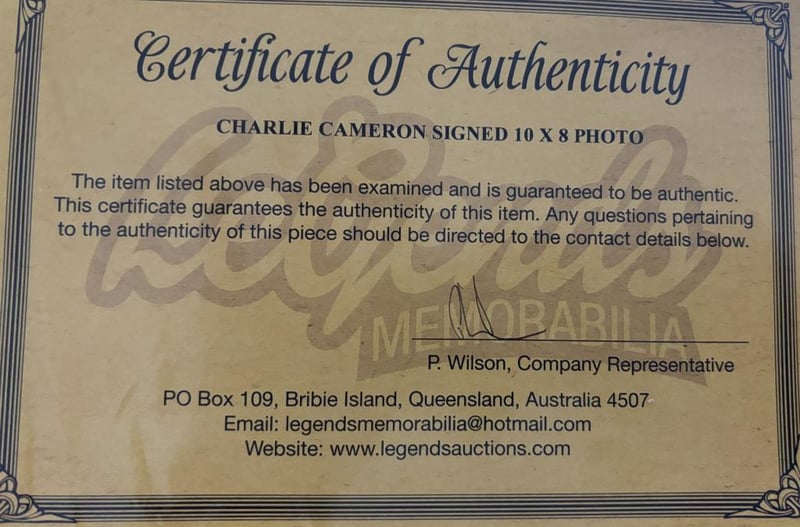 Certificate of Authenticity
CHARLIE CAMERON SIGNED 10 X 8 PHOTO
The item listed above has been examined and is guaranteed to be authentic.
This certificate guarantees the authenticity of this item. Any questions pertaining
to the authenticity of this piece should be directed to the contact details below.
Legends
MEMORABILIA
P. Wilson, Company Representative
PO Box 109, Bribie Island, Queensland, Australia 4507
Email: legendsmemorabilia@hotmail.com
Website: www.legendsauctions.com